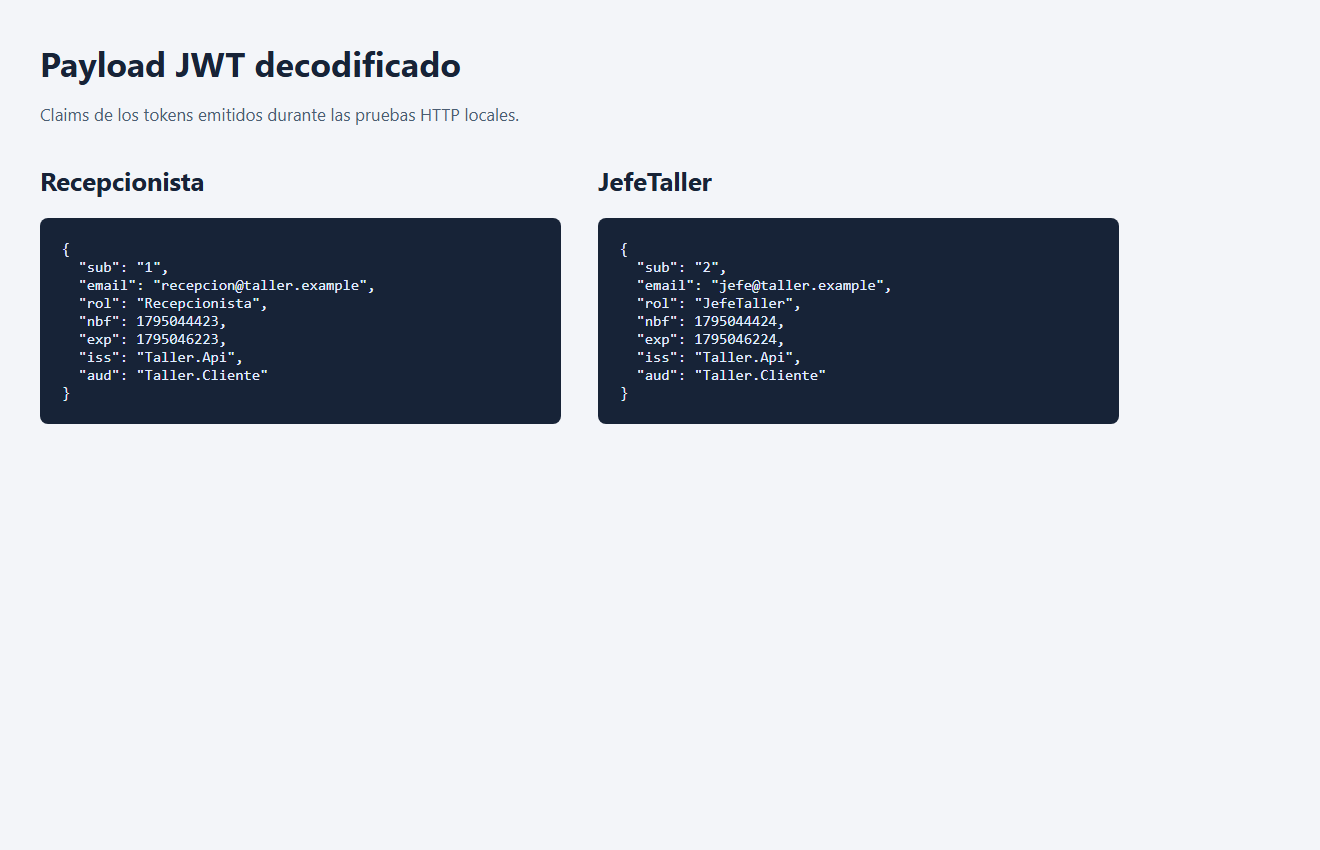 Payload JWT decodificado
Claims de los tokens emitidos durante las pruebas HTTP locales.
Recepcionista
{
  "sub": "1",
  "email": "recepcion@taller.example",
  "rol": "Recepcionista",
  "nbf": 1795044423,
  "exp": 1795046223,
  "iss": "Taller.Api",
  "aud": "Taller.Cliente"
}
JefeTaller
{
  "sub": "2",
  "email": "jefe@taller.example",
  "rol": "JefeTaller",
  "nbf": 1795044424,
  "exp": 1795046224,
  "iss": "Taller.Api",
  "aud": "Taller.Cliente"
}